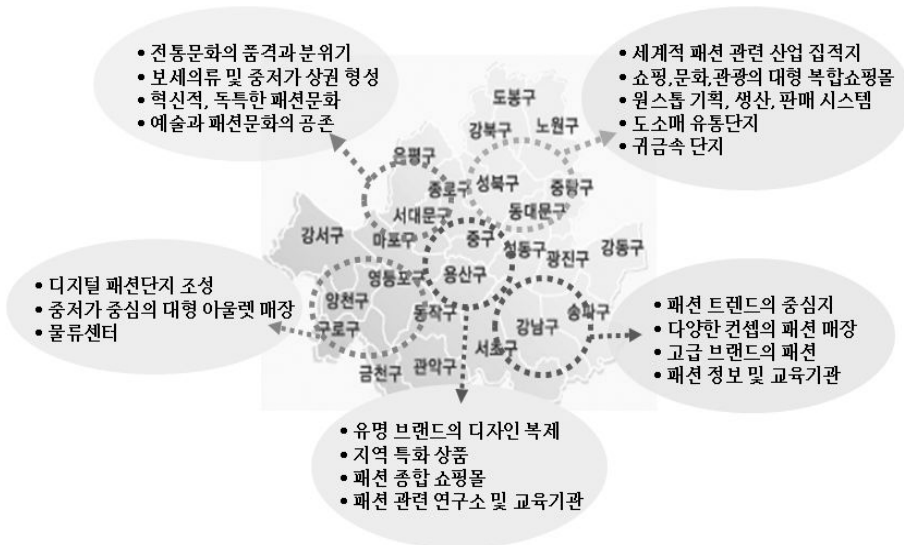 • 전통문화의 품격과 분위기
• 보세의류 및 중저가 상권 형성
• 혁신적, 독특한 패션문화
• 예술과 패션문화의 공존
• 세계적 패션 관련 산업 집적지
• 쇼핑,문화,관광의 대형 복합쇼핑몰
• 원스톱 기획, 생산, 판매 시스템
• 도소매 유통단지
• 귀금속 단지
도봉구
강북구
노원구
은평구
종로구
성북구
중랑구
서대문구
동대문구
강서구
마포구
중구
성동구
광진구
강동구
영등포구
용산구
양천구
구로구
동작구
강남구
송파구
서초구
금천구
관악구
• 디지털 패션단지 조성
• 중저가 중심의 대형 아울렛 매장
• 물류센터
• 패션 트렌드의 중심지
• 다양한 컨셉의 패션 매장
• 고급 브랜드의 패션
• 패션 정보 및 교육기관
• 유명 브랜드의 디자인 복제
• 지역 특화 상품
• 패션 종합 쇼핑몰
• 패션 관련 연구소 및 교육기관